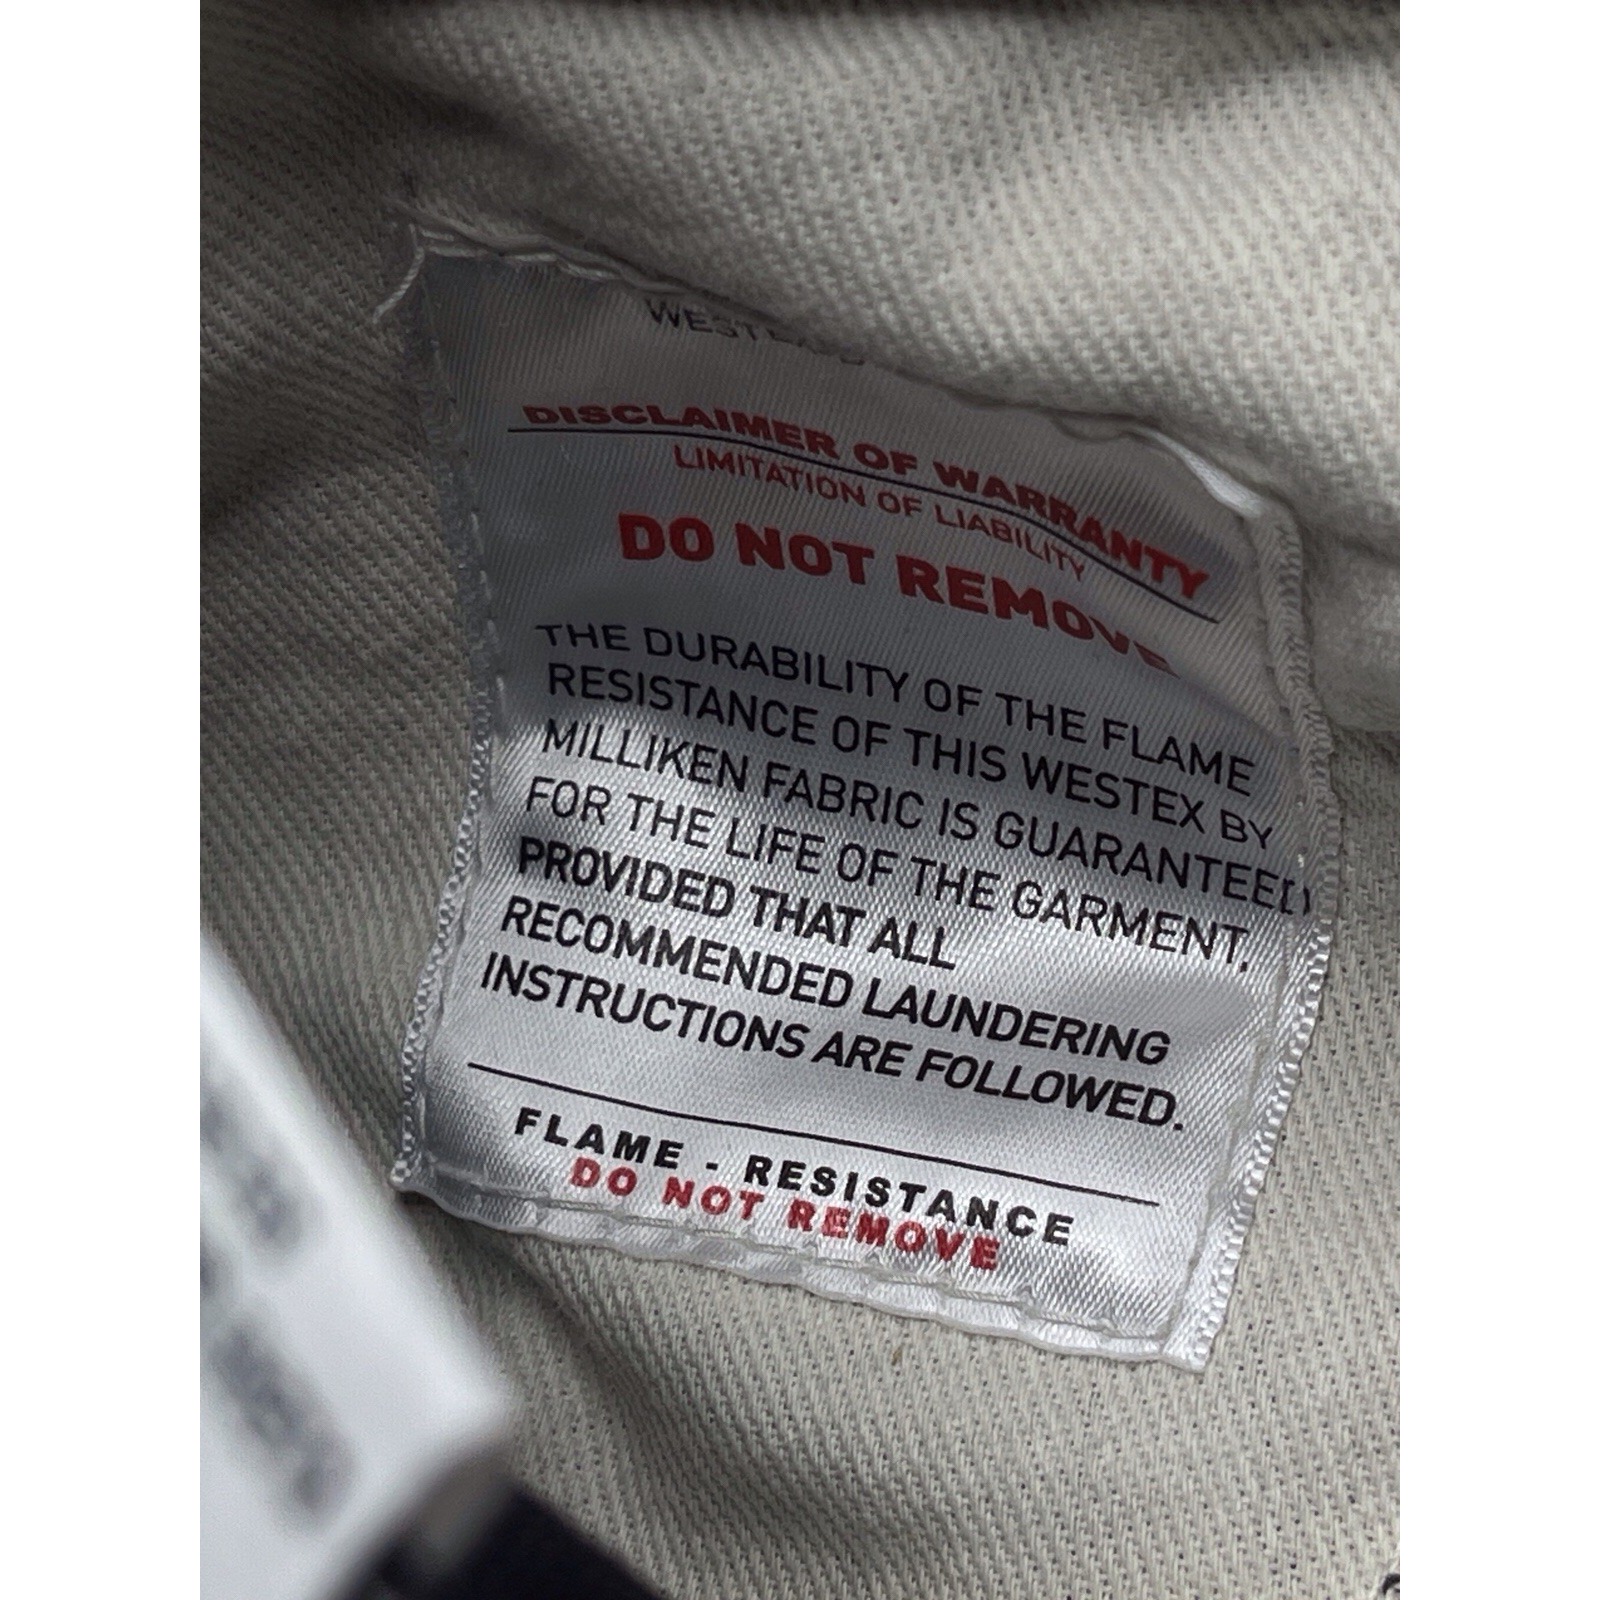 DISCLAIMER OF WARRANTY
LIMITATION OF LIABILITY
DO NOT REMOVE
THE DURABILITY OF THE FLAME
RESISTANCE OF THIS WESTEX BY
MILLIKEN FABRIC IS GUARANTEED
FOR THE LIFE OF THE GARMENT,
PROVIDED THAT ALL
RECOMMENDED LAUNDERING
INSTRUCTIONS ARE FOLLOWED.
FLAME - RESISTANCE
DO NOT REMOVE